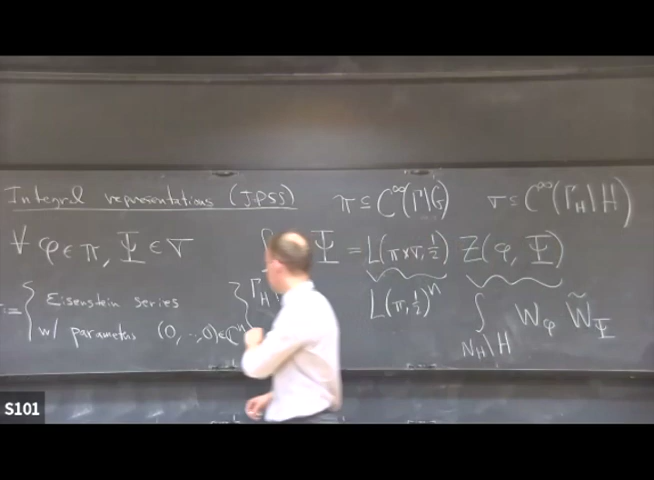 Integral representations (JPSS) π ⊆ C^∞(Γ\G) σ ⊆ C^∞(Γ_H\H)
∀ φ ∈ π, Ψ ∈ σ ∫ Ψ = L(π×σ, 1/2) Z(φ, Ψ)
:= { Eisenstein series } Γ_H\ L(π, 1/2)^n ∫ W_φ W̃_Ψ
w/ parameters (0, ..., 0) ∈ ℂ^n N_H\H
S101